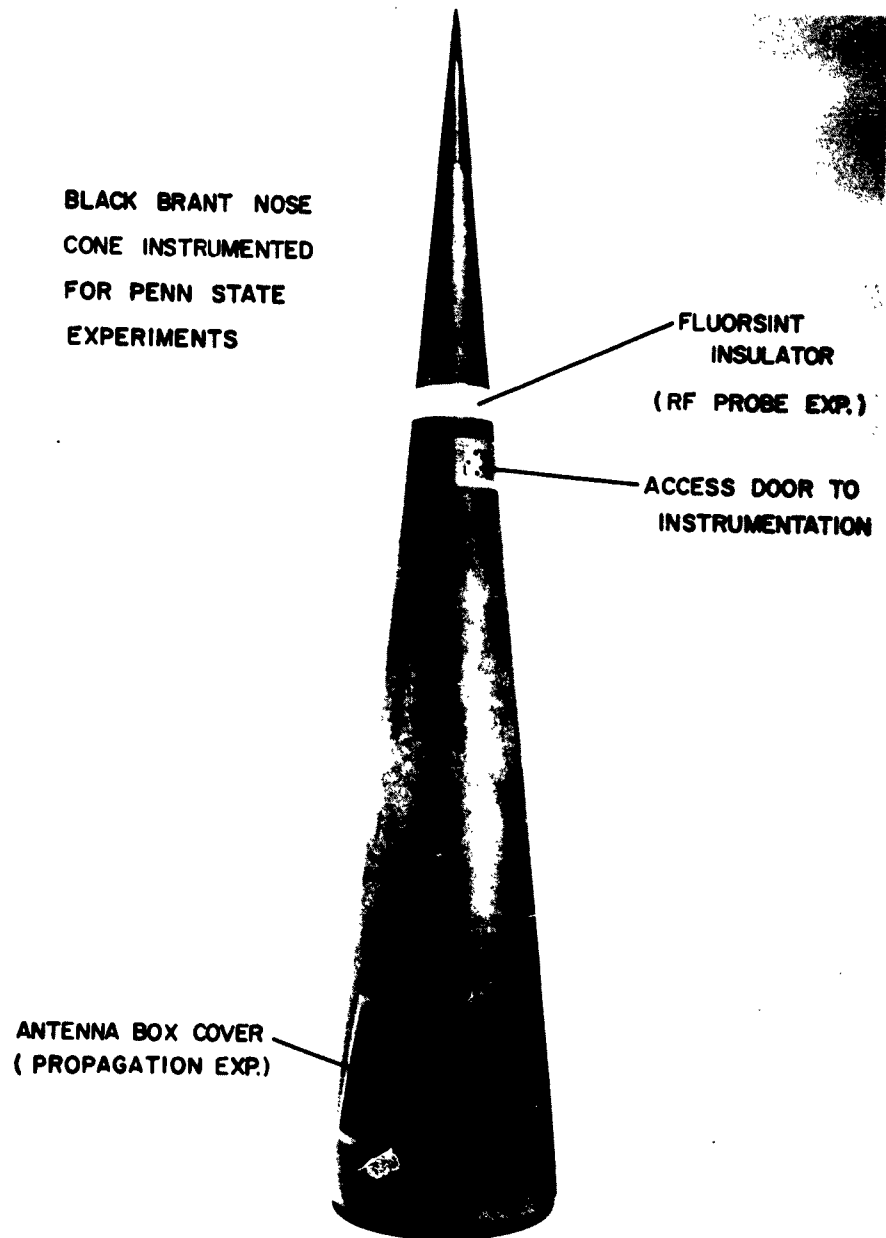 BLACK BRANT NOSE
CONE INSTRUMENTED
FOR PENN STATE
EXPERIMENTS
FLUORSINT
INSULATOR
(RF PROBE EXP.)
ACCESS DOOR TO
INSTRUMENTATION
ANTENNA BOX COVER
( PROPAGATION EXP.)